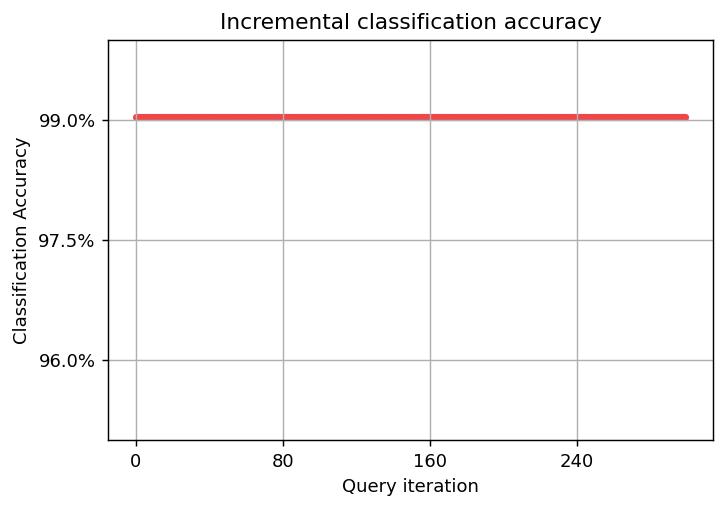 Incremental classification accuracy
99.0%
97.5%
96.0%
Classification Accuracy
0 80 160 240
Query iteration